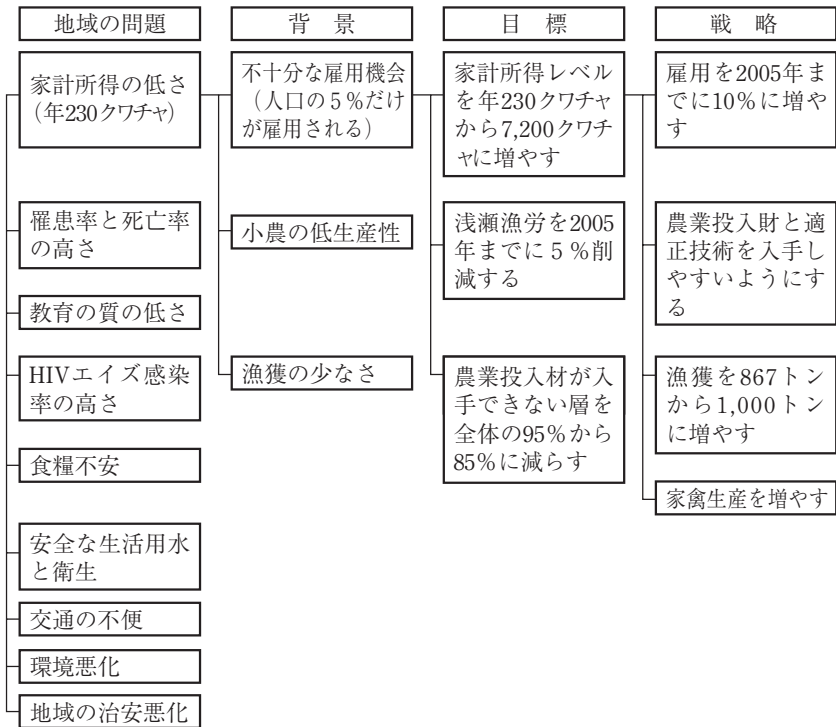 地域の問題
家計所得の低さ
（年230クワチャ）
罹患率と死亡率
の高さ
教育の質の低さ
HIVエイズ感染
率の高さ
食糧不安
安全な生活用水
と衛生
交通の不便
環境悪化
地域の治安悪化
背　景
不十分な雇用機会
（人口の５％だけ
が雇用される）
小農の低生産性
漁獲の少なさ
目　標
家計所得レベル
を年230クワチャ
から7,200クワチ
ャに増やす
浅瀬漁労を2005
年までに５％削
減する
農業投入材が入
手できない層を
全体の95％から
85％に減らす
戦　略
雇用を2005年ま
でに10％に増や
す
農業投入財と適
正技術を入手し
やすいようにす
る
漁獲を867トン
から1,000トン
に増やす
家禽生産を増やす